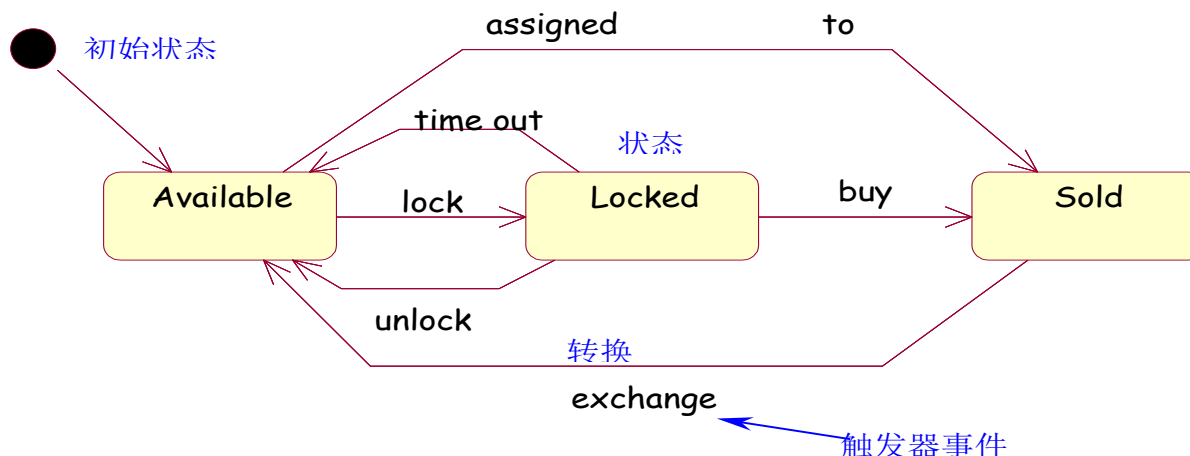 assigned to
初始状态
time out
状态
Available
lock
Locked
buy
Sold
unlock
转换
exchange
触发器事件